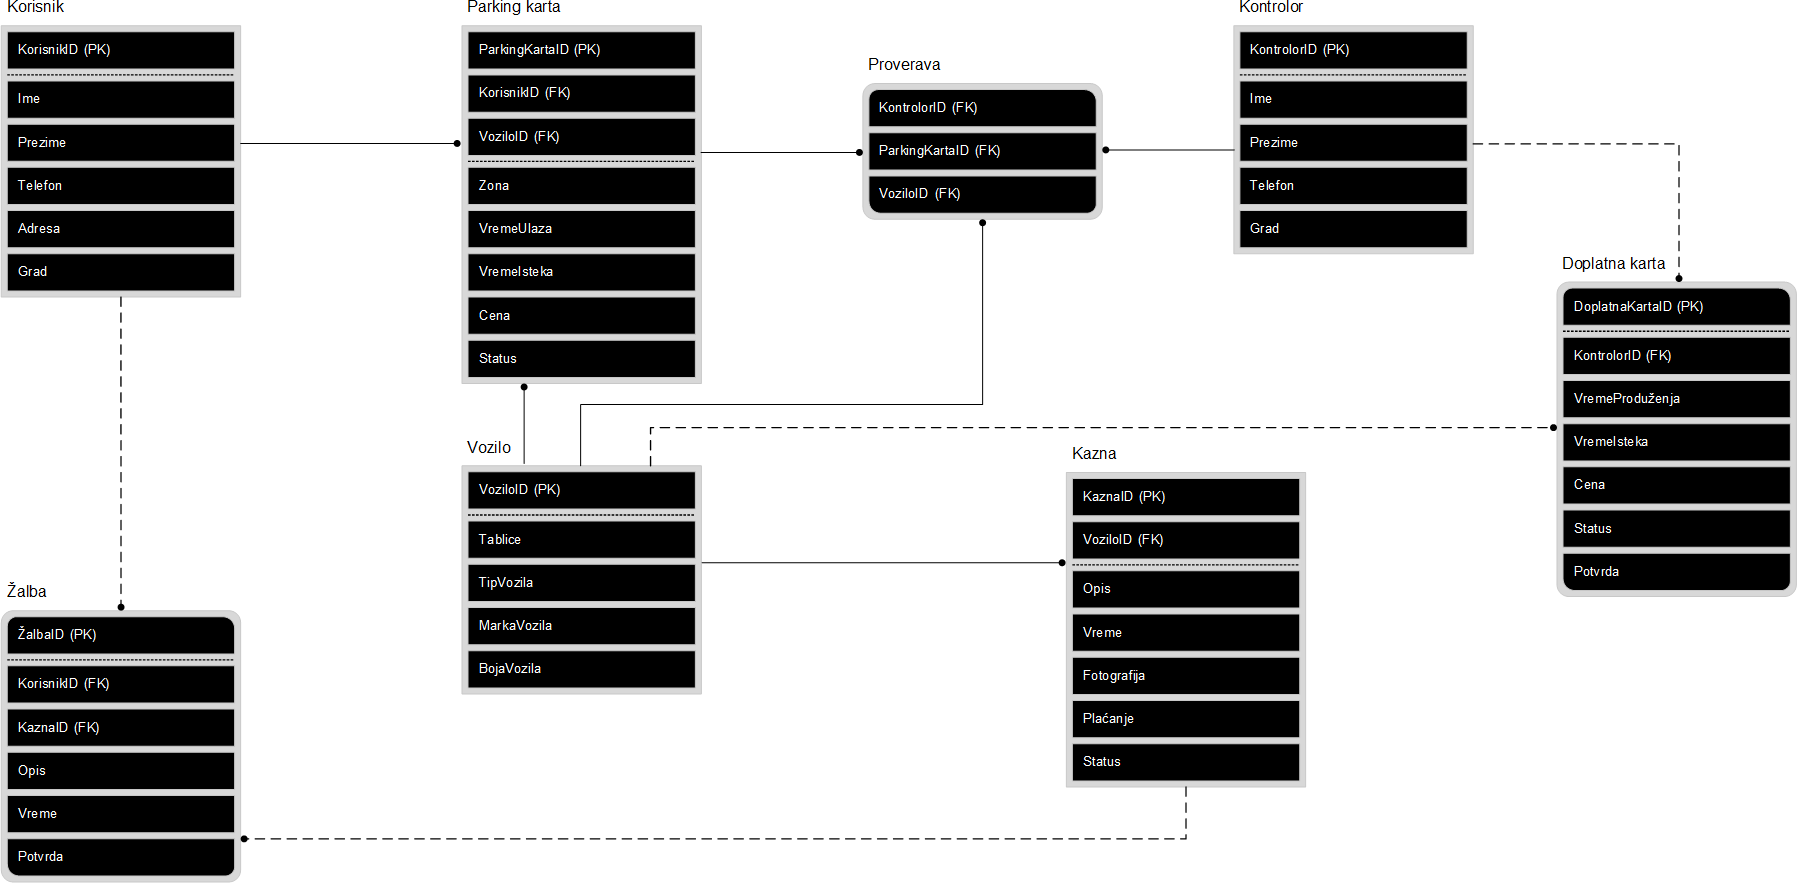 Korisnik
KorisnikID (PK)
Ime
Prezime
Telefon
Adresa
Grad
Parking karta
ParkingKartaID (PK)
KorisnikID (FK)
VoziloID (FK)
Zona
VremeUlaza
VremeIsteka
Cena
Status
Proverava
KontrolorID (FK)
ParkingKartaID (FK)
VoziloID (FK)
Kontrolor
KontrolorID (PK)
Ime
Prezime
Telefon
Grad
Doplatna karta
DoplatnaKartaID (PK)
KontrolorID (FK)
VremeProduženja
VremeIsteka
Cena
Status
Potvrda
Vozilo
VoziloID (PK)
Tablice
TipVozila
MarkaVozila
BojaVozila
Kazna
KaznaID (PK)
VoziloID (FK)
Opis
Vreme
Fotografija
Plaćanje
Status
Žalba
ŽalbaID (PK)
KorisnikID (FK)
KaznaID (FK)
Opis
Vreme
Potvrda